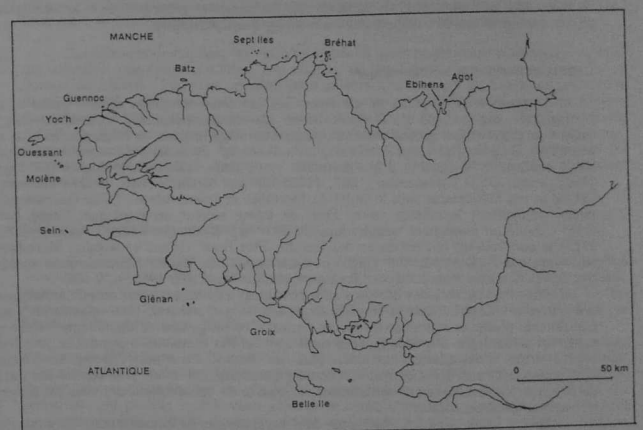 MANCHE
Sept Iles
Bréhat
Batz
Ebihens
Agot
Guennoc
Yoc'h
Ouessant
Molène
Sein
Glénan
Groix
ATLANTIQUE
Belle Ile
0 50 km